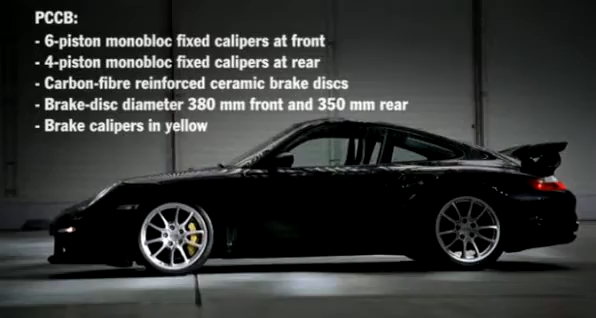 PCCB:
- 6-piston monobloc fixed calipers at front
- 4-piston monobloc fixed calipers at rear
- Carbon-fibre reinforced ceramic brake discs
- Brake-disc diameter 380 mm front and 350 mm rear
- Brake calipers in yellow